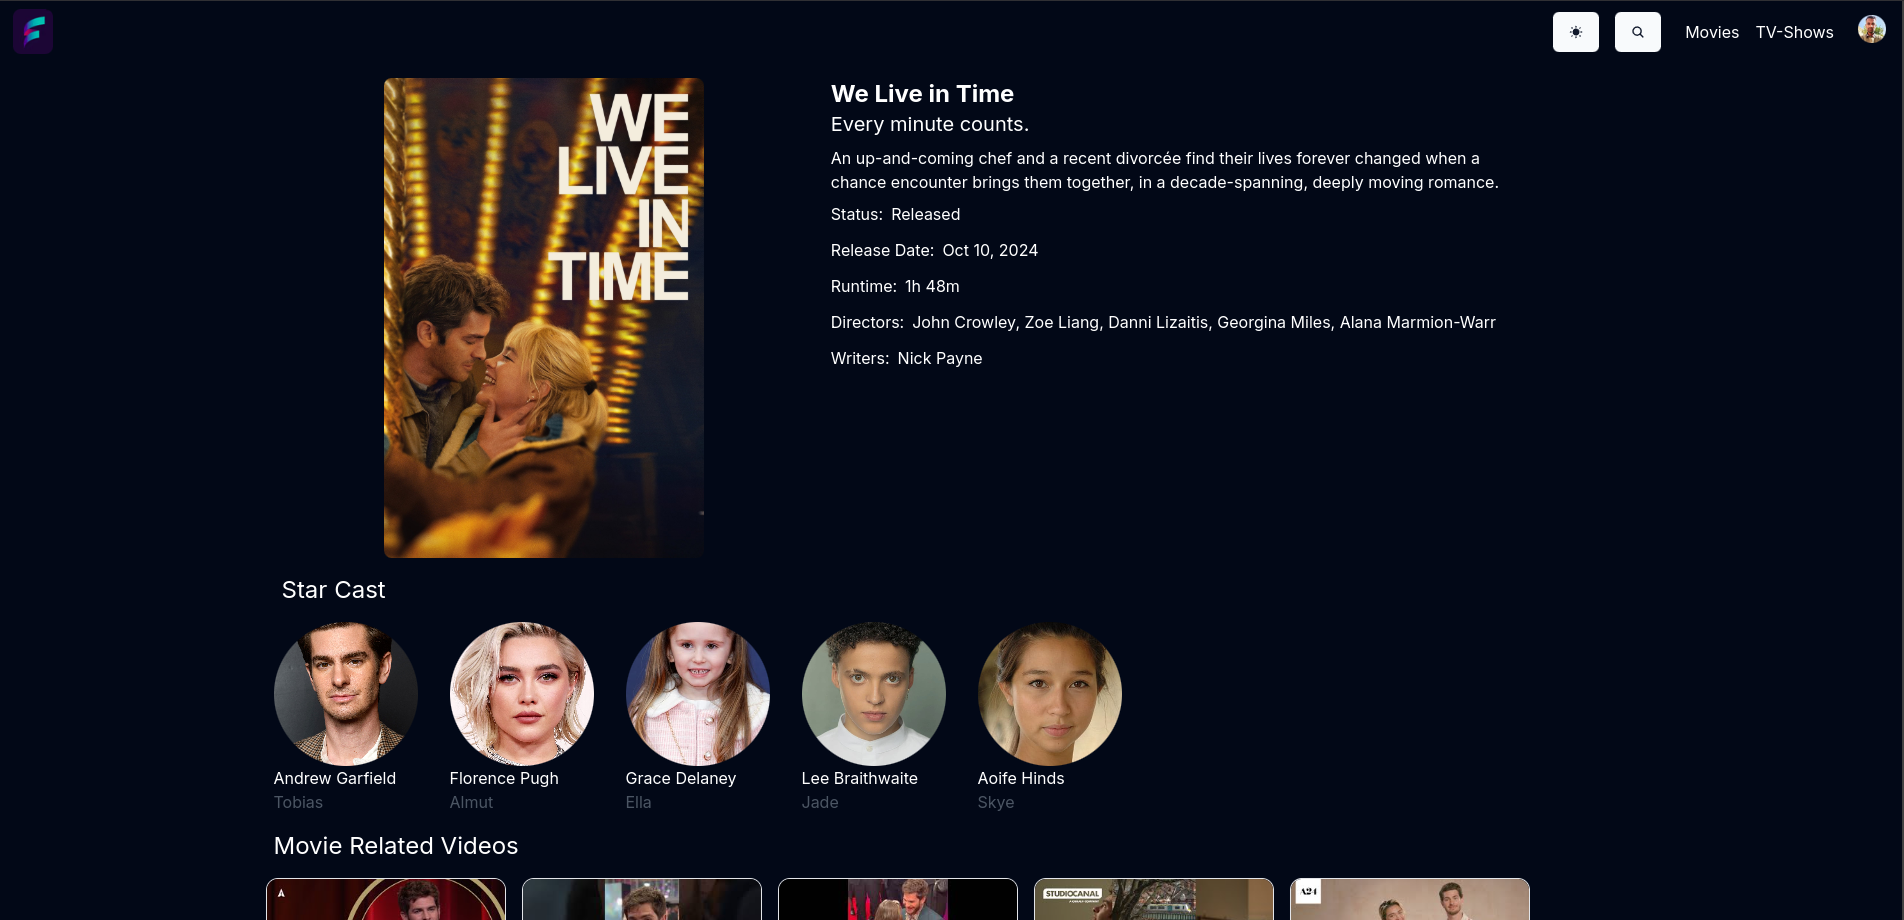 Movies TV-Shows
WE
LIVE
IN
TIME
We Live in Time
Every minute counts.
An up-and-coming chef and a recent divorcée find their lives forever changed when a
chance encounter brings them together, in a decade-spanning, deeply moving romance.
Status: Released
Release Date: Oct 10, 2024
Runtime: 1h 48m
Directors: John Crowley, Zoe Liang, Danni Lizaitis, Georgina Miles, Alana Marmion-Warr
Writers: Nick Payne
Star Cast
Andrew Garfield
Tobias
Florence Pugh
Almut
Grace Delaney
Ella
Lee Braithwaite
Jade
Aoife Hinds
Skye
Movie Related Videos
A
STUDIOCANAL
A24